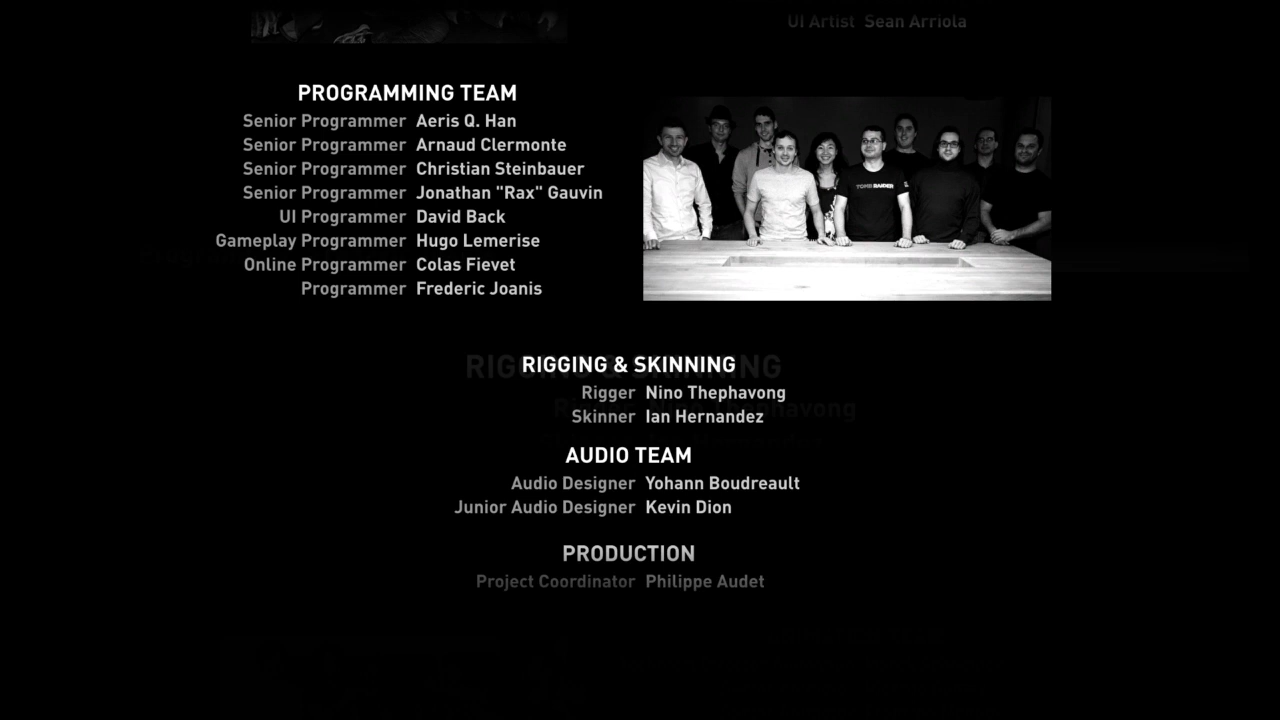 UI Artist Sean Arriola
PROGRAMMING TEAM
Senior Programmer Aeris Q. Han
Senior Programmer Arnaud Clermonte
Senior Programmer Christian Steinbauer
Senior Programmer Jonathan "Rax" Gauvin
UI Programmer David Back
Gameplay Programmer Hugo Lemerise
Online Programmer Colas Fievet
Programmer Frederic Joanis
TOMB RAIDER
RIGGING & SKINNING
Rigger Nino Thephavong
Skinner Ian Hernandez
AUDIO TEAM
Audio Designer Yohann Boudreault
Junior Audio Designer Kevin Dion
PRODUCTION
Project Coordinator Philippe Audet